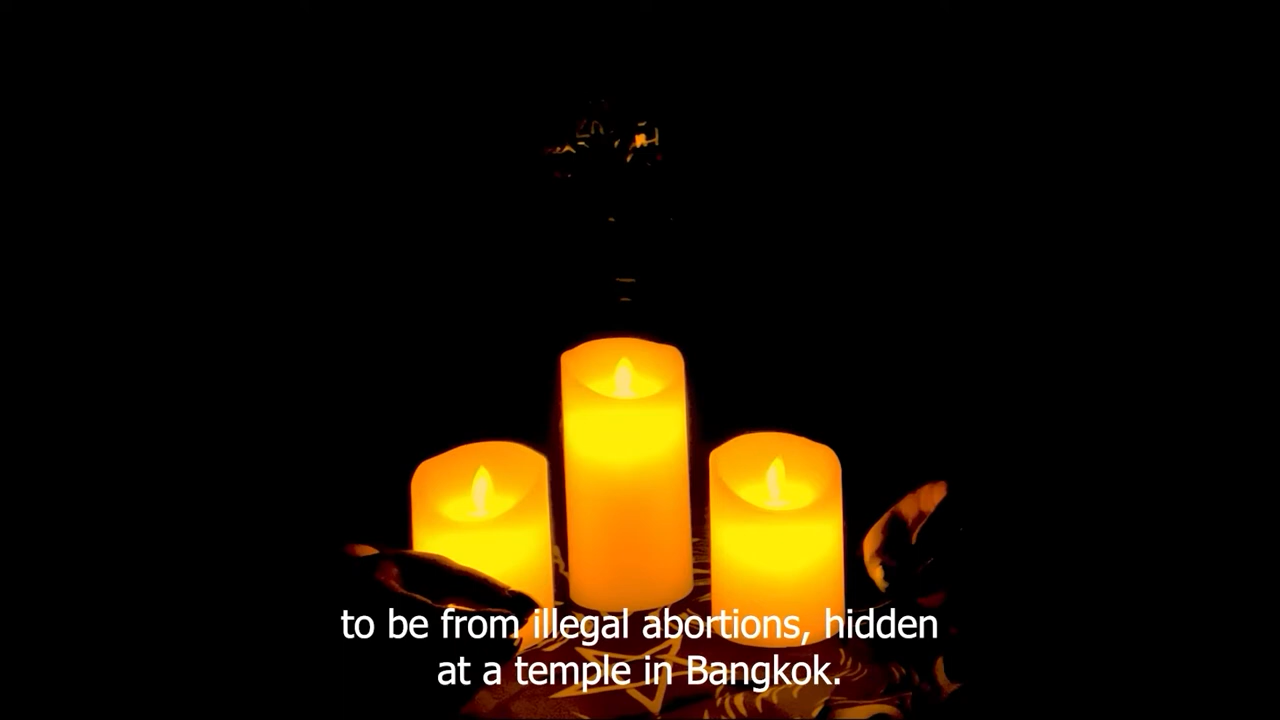 to be from illegal abortions, hidden
at a temple in Bangkok.